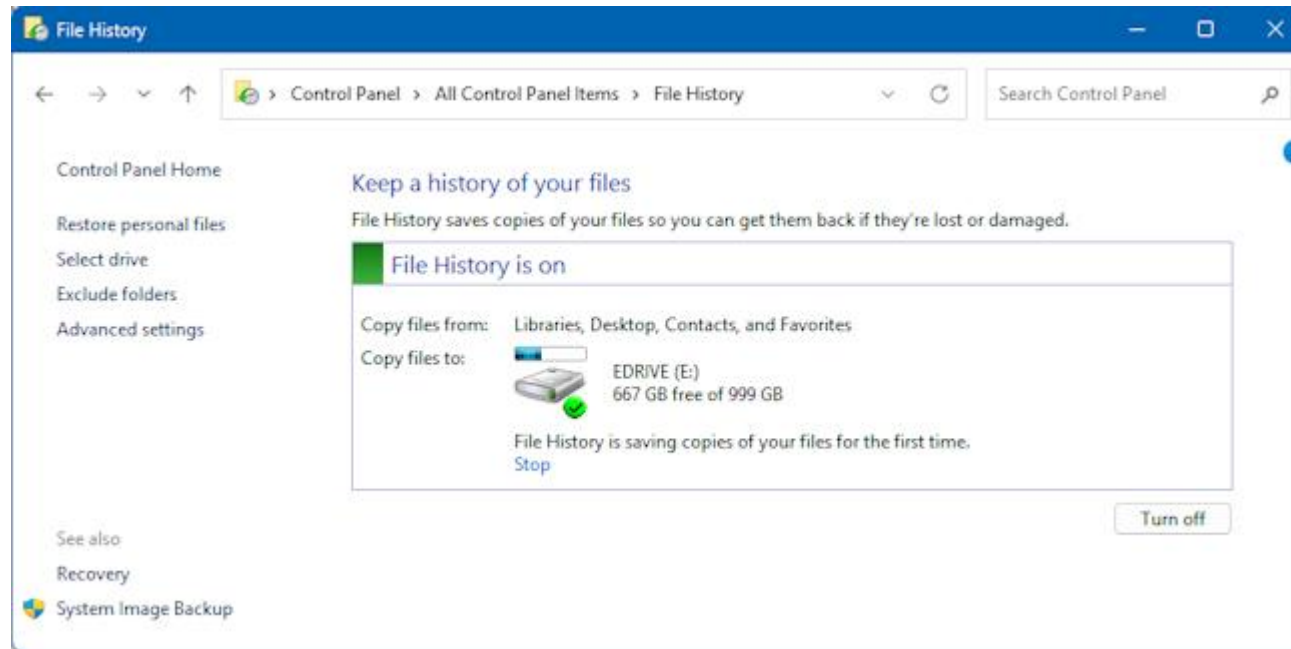 File History
Control Panel > All Control Panel Items > File History
Search Control Panel
Control Panel Home
Restore personal files
Select drive
Exclude folders
Advanced settings
See also
Recovery
System Image Backup
Keep a history of your files
File History saves copies of your files so you can get them back if they're lost or damaged.
File History is on
Copy files from: Libraries, Desktop, Contacts, and Favorites
Copy files to:
EDRIVE (E:)
667 GB free of 999 GB
File History is saving copies of your files for the first time.
Stop
Turn off